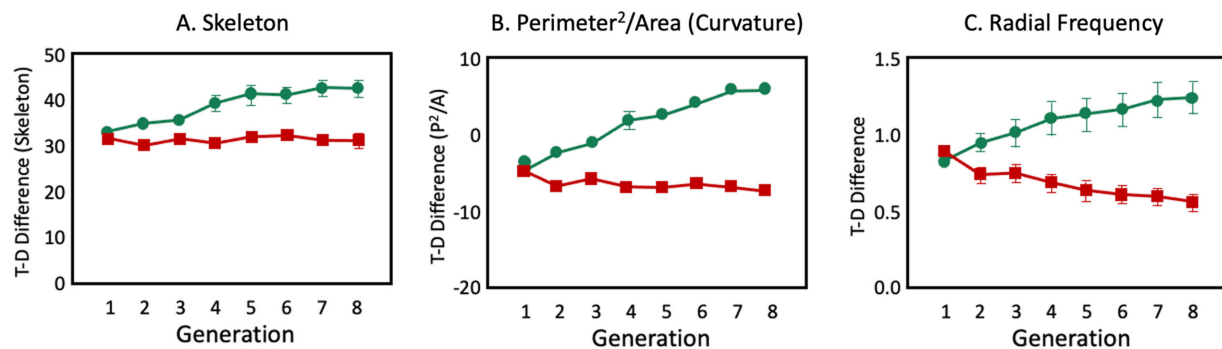 A. Skeleton
T-D Difference (Skeleton)
50
40
30
20
10
0
1 2 3 4 5 6 7 8
Generation
B. Perimeter²/Area (Curvature)
T-D Difference (P²/A)
10
0
-10
-20
1 2 3 4 5 6 7 8
Generation
C. Radial Frequency
T-D Difference
1.5
1.0
0.5
0.0
1 2 3 4 5 6 7 8
Generation